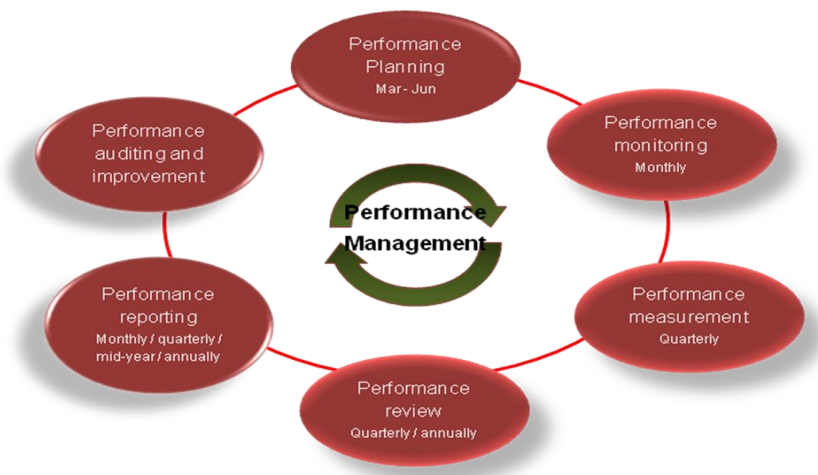 Performance
Planning
Mar- Jun
Performance
monitoring
Monthly
Performance
measurement
Quarterly
Performance
review
Quarterly / annually
Performance
reporting
Monthly / quarterly /
mid-year / annually
Performance
auditing and
improvement
Performance
Management